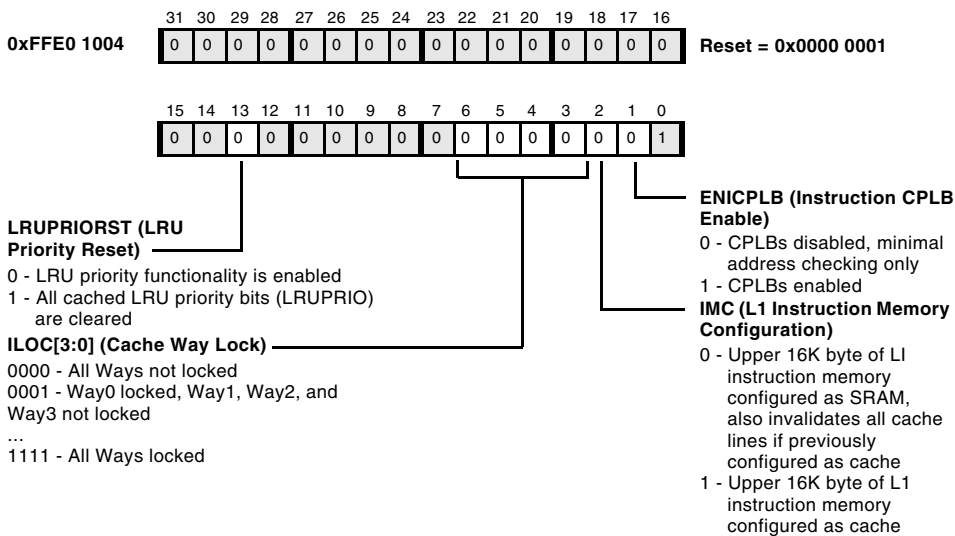 31 30 29 28 27 26 25 24 23 22 21 20 19 18 17 16
0xFFE0 1004 0 0 0 0 0 0 0 0 0 0 0 0 0 0 0 0 Reset = 0x0000 0001
15 14 13 12 11 10 9 8 7 6 5 4 3 2 1 0
0 0 0 0 0 0 0 0 0 0 0 0 0 0 0 1
LRUPRIORST (LRU
Priority Reset)
0 - LRU priority functionality is enabled
1 - All cached LRU priority bits (LRUPRIO)
are cleared
ILOC[3:0] (Cache Way Lock)
0000 - All Ways not locked
0001 - Way0 locked, Way1, Way2, and
Way3 not locked
...
1111 - All Ways locked
ENICPLB (Instruction CPLB
Enable)
0 - CPLBs disabled, minimal
address checking only
1 - CPLBs enabled
IMC (L1 Instruction Memory
Configuration)
0 - Upper 16K byte of LI
instruction memory
configured as SRAM,
also invalidates all cache
lines if previously
configured as cache
1 - Upper 16K byte of L1
instruction memory
configured as cache